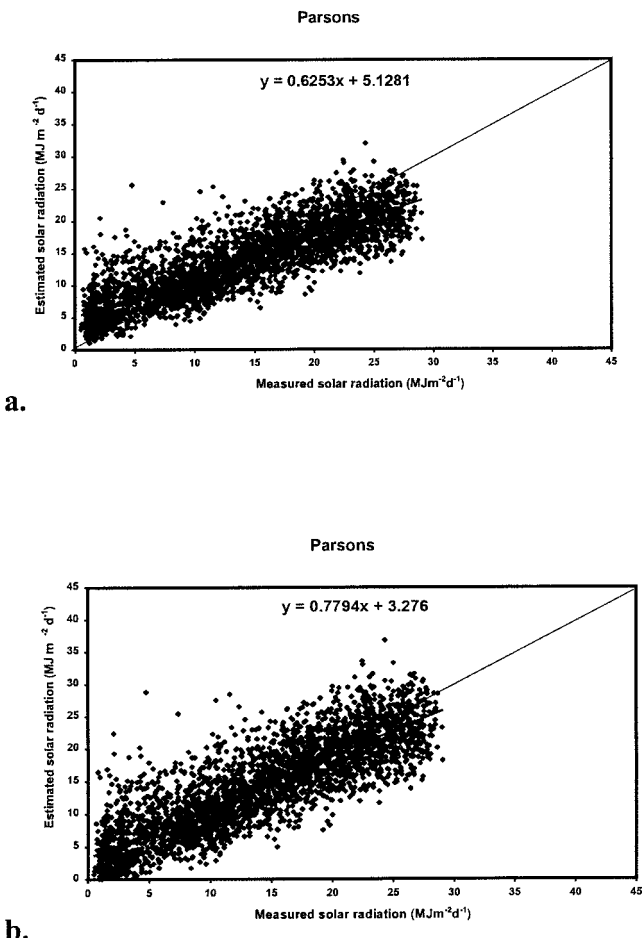 Parsons
y = 0.6253x + 5.1281
Estimated solar radiation (MJ m -2 d-1)
45
40
35
30
25
20
15
10
5
0
0 5 10 15 20 25 30 35 40 45
Measured solar radiation (MJm-2d-1)
a.
Parsons
y = 0.7794x + 3.276
Estimated solar radiation (MJ m -2 d-1)
45
40
35
30
25
20
15
10
5
0
0 5 10 15 20 25 30 35 40 45
Measured solar radiation (MJm-2d-1)
b.